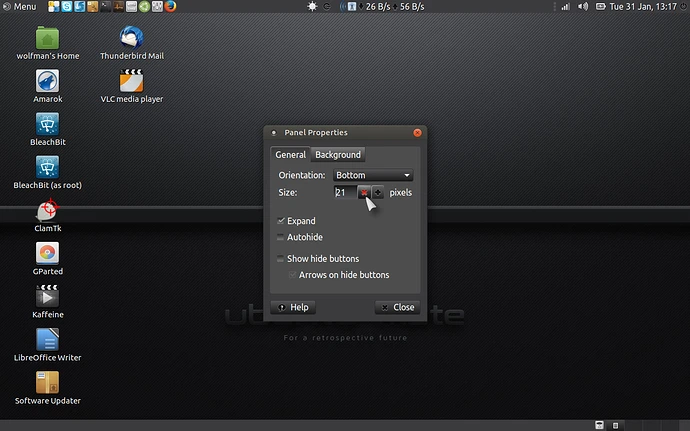 Menu
26 B/s 56 B/s
Tue 31 Jan, 13:17
wolfman's Home
Thunderbird Mail
Amarok
VLC media player
BleachBit
BleachBit (as root)
ClamTk
GParted
Kaffeine
LibreOffice Writer
Software Updater
Panel Properties
General Background
Orientation: Bottom
Size: 21 pixels
Expand
Autohide
Show hide buttons
Arrows on hide buttons
Help Close
For a retrospective future